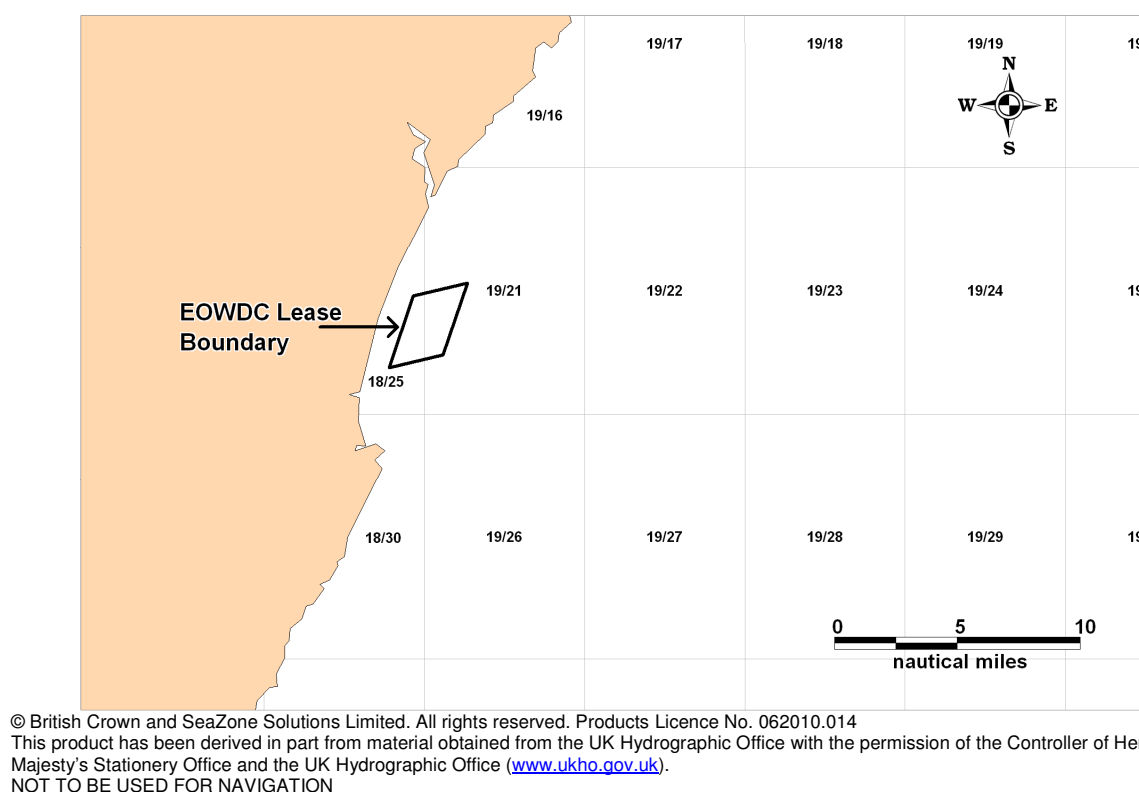 19/17
19/18
19/19
19
N
W
E
S
19/16
EOWDC Lease
Boundary
19/21
19/22
19/23
19/24
19
18/25
18/30
19/26
19/27
19/28
19/29
19
0 5 10
nautical miles
© British Crown and SeaZone Solutions Limited. All rights reserved. Products Licence No. 062010.014
This product has been derived in part from material obtained from the UK Hydrographic Office with the permission of the Controller of He
Majesty's Stationery Office and the UK Hydrographic Office (www.ukho.gov.uk).
NOT TO BE USED FOR NAVIGATION